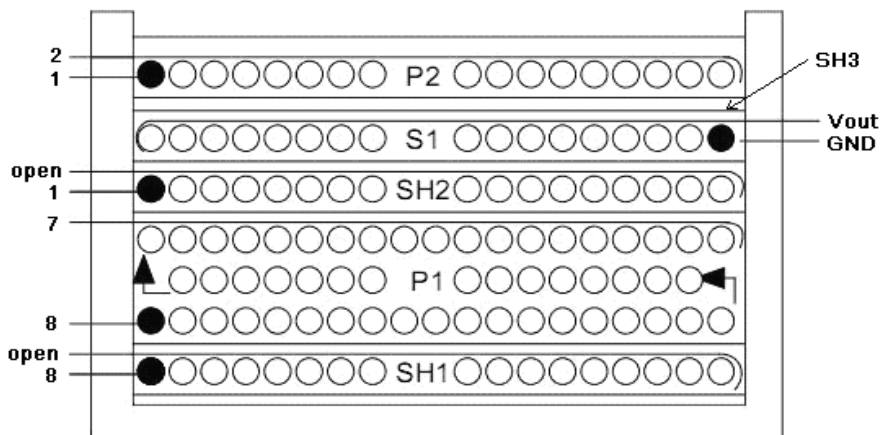 2
1 P2
SH3
S1 Vout
GND
open
1 SH2
7
P1
8
open
8 SH1